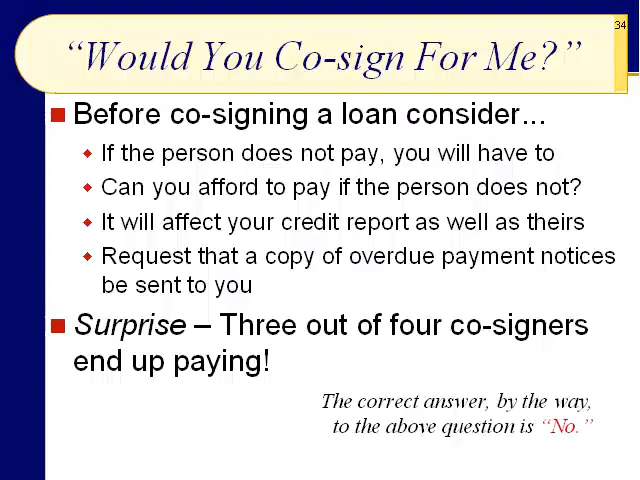 34
“Would You Co-sign For Me?”
Before co-signing a loan consider...
If the person does not pay, you will have to
Can you afford to pay if the person does not?
It will affect your credit report as well as theirs
Request that a copy of overdue payment notices
be sent to you
Surprise – Three out of four co-signers
end up paying!
The correct answer, by the way,
to the above question is “No.”